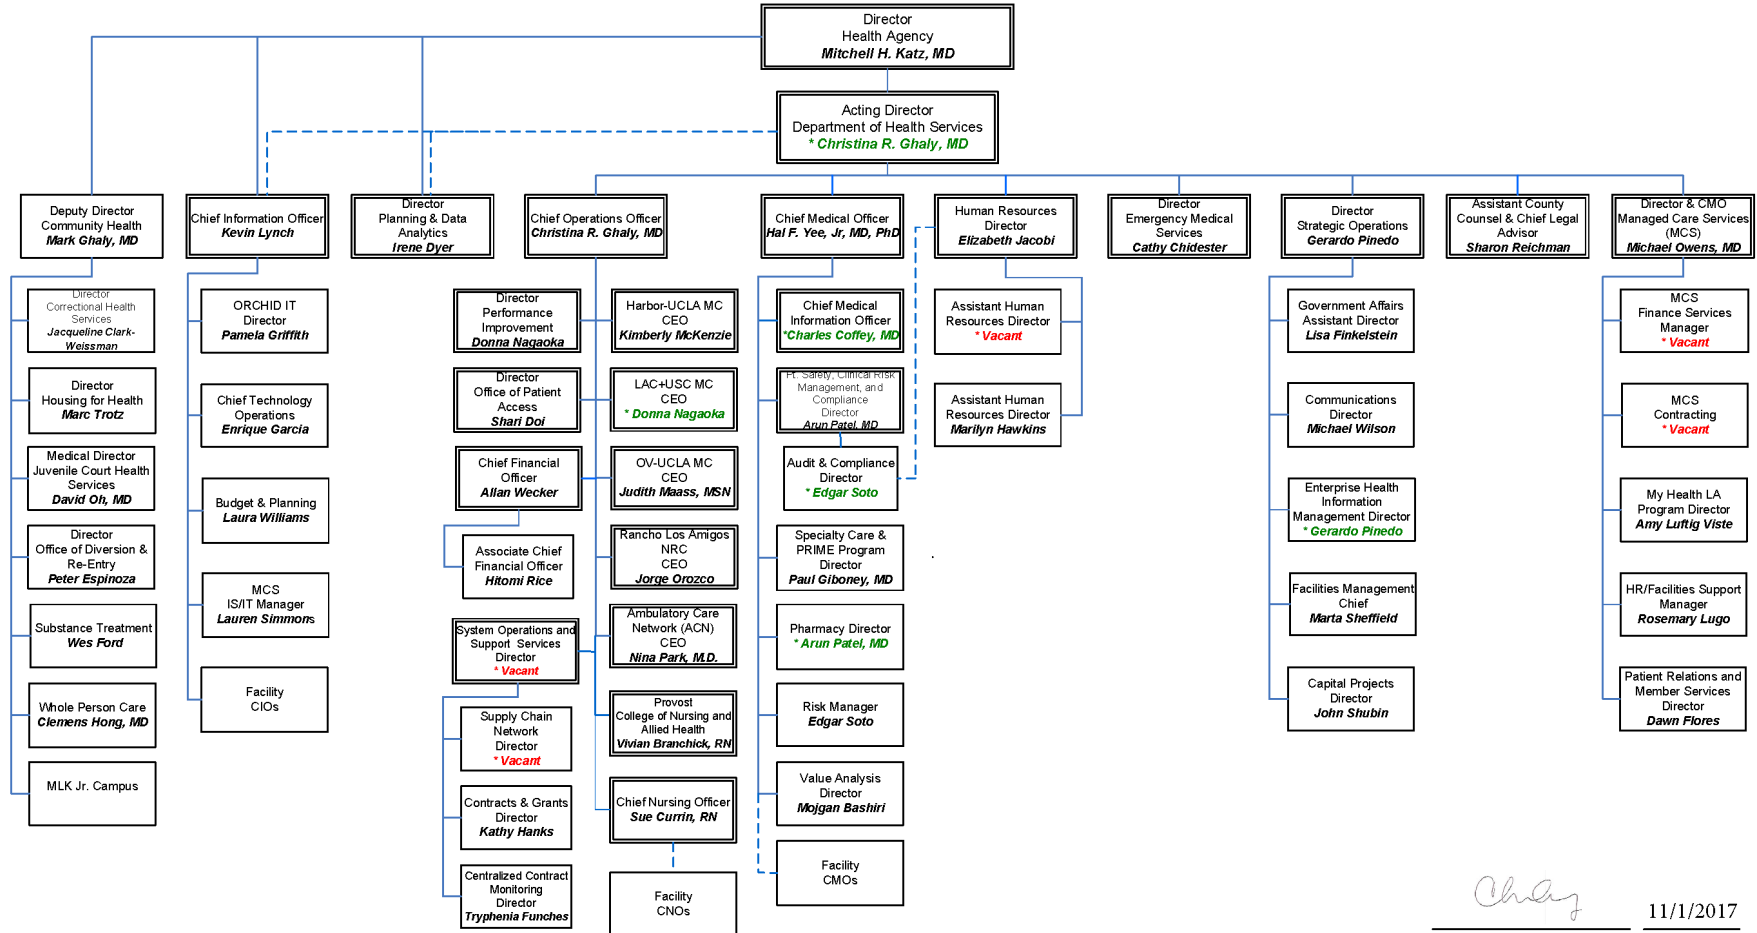 Director
Health Agency
Mitchell H. Katz, MD
Acting Director
Department of Health Services
* Christina R. Ghaly, MD
Deputy Director
Community Health
Mark Ghaly, MD
Chief Information Officer
Kevin Lynch
Director
Planning & Data
Analytics
Irene Dyer
Chief Operations Officer
Christina R. Ghaly, MD
Chief Medical Officer
Hal F. Yee, Jr, MD, PhD
Human Resources
Director
Elizabeth Jacobi
Director
Emergency Medical
Services
Cathy Chidester
Director
Strategic Operations
Gerardo Pinedo
Assistant County
Counsel & Chief Legal
Advisor
Sharon Reichman
Director & CMO
Managed Care Services
(MCS)
Michael Owens, MD
Director
Correctional Health
Services
Jacqueline Clark-
Weissman
Director
Housing for Health
Marc Trotz
Medical Director
Juvenile Court Health
Services
David Oh, MD
Director
Office of Diversion &
Re-Entry
Peter Espinoza
Substance Treatment
Wes Ford
Whole Person Care
Clemens Hong, MD
MLK Jr. Campus
ORCHID IT
Director
Pamela Griffith
Chief Technology
Operations
Enrique Garcia
Budget & Planning
Laura Williams
MCS
IS/IT Manager
Lauren Simmons
Facility
CIOs
Director
Performance
Improvement
Donna Nagaoka
Director
Office of Patient
Access
Shari Doi
Chief Financial
Officer
Allan Wecker
Associate Chief
Financial Officer
Hitomi Rice
System Operations and
Support Services
Director
* Vacant
Supply Chain
Network
Director
* Vacant
Contracts & Grants
Director
Kathy Hanks
Centralized Contract
Monitoring
Director
Tryphenia Funches
Harbor-UCLA MC
CEO
Kimberly McKenzie
LAC+USC MC
CEO
* Donna Nagaoka
OV-UCLA MC
CEO
Judith Maass, MSN
Rancho Los Amigos
NRC
CEO
Jorge Orozco
Ambulatory Care
Network (ACN)
CEO
Nina Park, M.D.
Provost
College of Nursing and
Allied Health
Vivian Branchick, RN
Chief Nursing Officer
Sue Currin, RN
Facility
CNOs
Chief Medical
Information Officer
*Charles Coffey, MD
Pt. Safety, Clinical Risk
Management, and
Compliance
Director
Arun Patel, MD
Audit & Compliance
Director
* Edgar Soto
Specialty Care &
PRIME Program
Director
Paul Giboney, MD
Pharmacy Director
* Arun Patel, MD
Risk Manager
Edgar Soto
Value Analysis
Director
Mojgan Bashiri
Facility
CMOs
Assistant Human
Resources Director
* Vacant
Assistant Human
Resources Director
Marilyn Hawkins
Government Affairs
Assistant Director
Lisa Finkelstein
Communications
Director
Michael Wilson
Enterprise Health
Information
Management Director
* Gerardo Pinedo
Facilities Management
Chief
Marta Sheffield
Capital Projects
Director
John Shubin
MCS
Finance Services
Manager
* Vacant
MCS
Contracting
* Vacant
My Health LA
Program Director
Amy Luftig Viste
HR/Facilities Support
Manager
Rosemary Lugo
Patient Relations and
Member Services
Director
Dawn Flores
11/1/2017